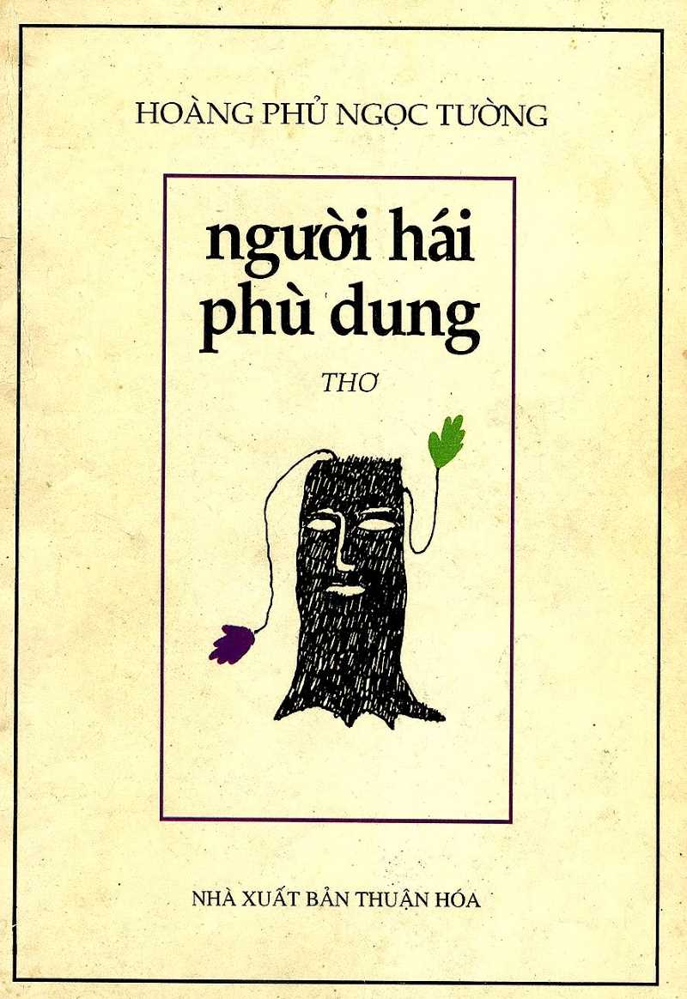 HOÀNG PHỦ NGỌC TƯỜNG
người hái
phù dung
THƠ
NHÀ XUẤT BẢN THUẬN HÓA